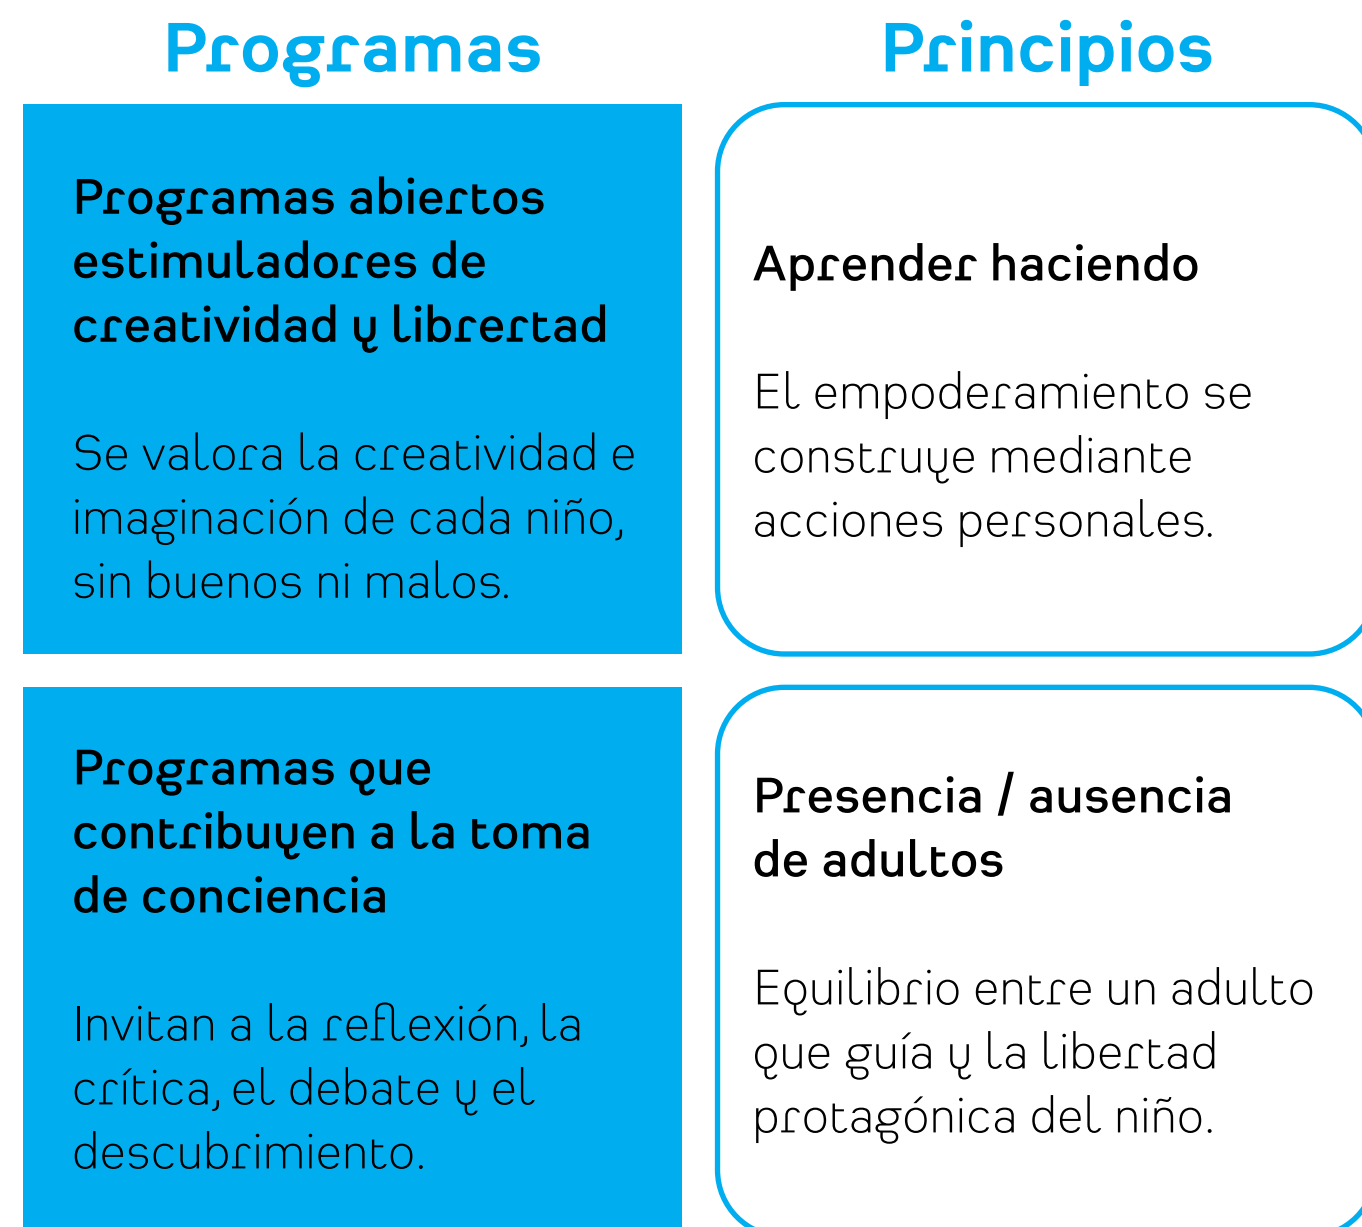 Programas
Programas abiertos
estimuladores de
creatividad y librertad
Se valora la creatividad e
imaginación de cada niño,
sin buenos ni malos.
Programas que
contribuyen a la toma
de conciencia
Invitan a la reflexión, la
crítica, el debate y el
descubrimiento.
Principios
Aprender haciendo
El empoderamiento se
construye mediante
acciones personales.
Presencia / ausencia
de adultos
Equilibrio entre un adulto
que guía y la libertad
protagónica del niño.